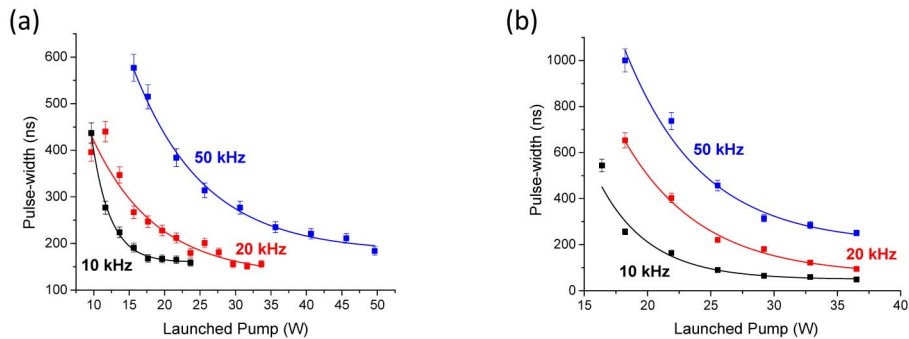 (a)
600
500
400
300
200
100
Pulse-width (ns)
50 kHz
20 kHz
10 kHz
10 15 20 25 30 35 40 45 50
Launched Pump (W)
(b)
1000
800
600
400
200
0
Pulse-width (ns)
50 kHz
20 kHz
10 kHz
15 20 25 30 35 40
Launched Pump (W)